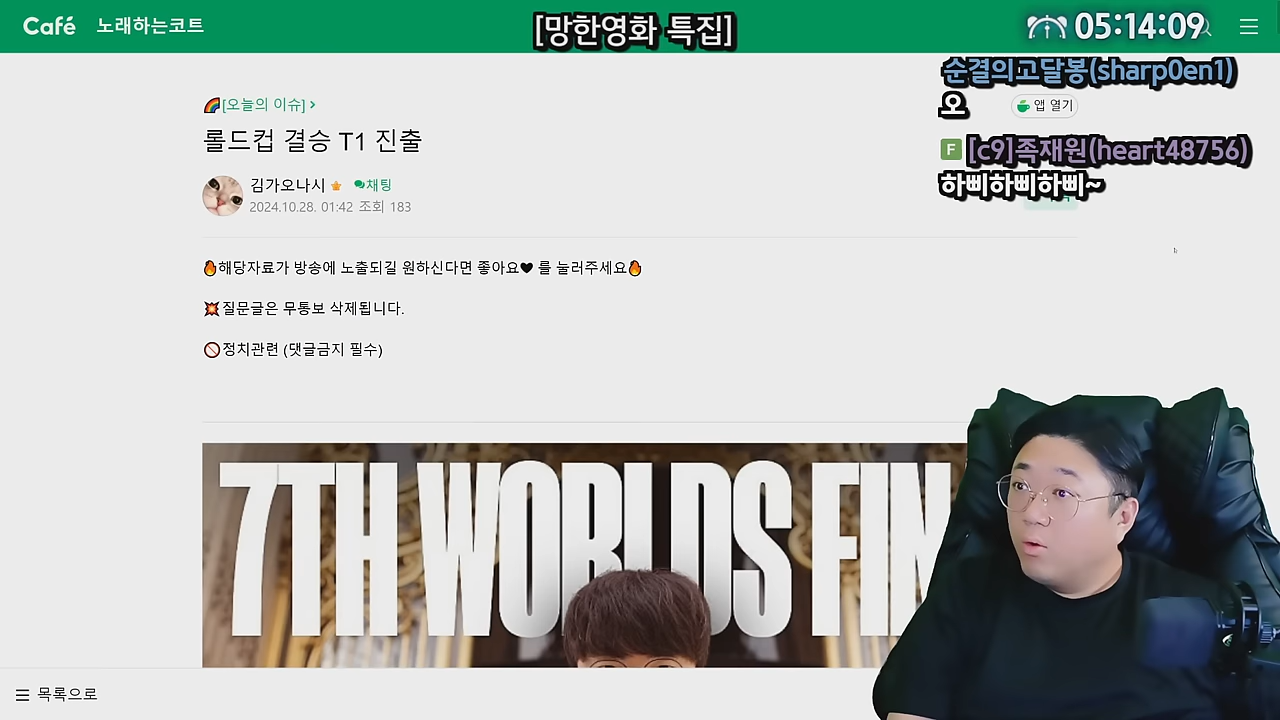 Café 노래하는코트
[망한영화 특집]
05:14:09
순결의고달봉(sharp0en1)
오
앱 열기
F [c9]족재원(heart48756)
하삐하삐하삐~
[오늘의 이슈] >
롤드컵 결승 T1 진출
김가오나시 채팅
2024.10.28. 01:42 조회 183
🔥해당자료가 방송에 노출되길 원하신다면 좋아요🖤 를 눌러주세요🔥
💥질문글은 무통보 삭제됩니다.
🚫정치관련 (댓글금지 필수)
7TH WORLDS FIN
목록으로